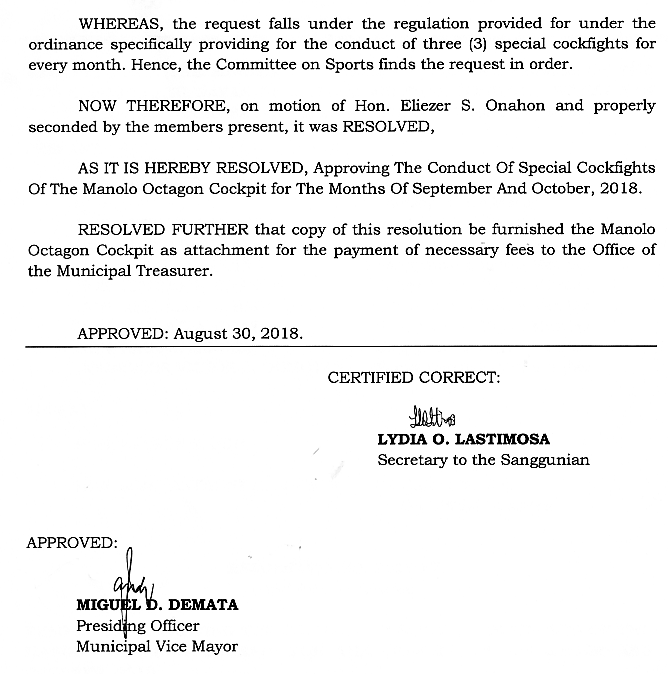 WHEREAS, the request falls under the regulation provided for under the
ordinance specifically providing for the conduct of three (3) special cockfights for
every month. Hence, the Committee on Sports finds the request in order.
NOW THEREFORE, on motion of Hon. Eliezer S. Onahon and properly
seconded by the members present, it was RESOLVED,
AS IT IS HEREBY RESOLVED, Approving The Conduct Of Special Cockfights
Of The Manolo Octagon Cockpit for The Months Of September And October, 2018.
RESOLVED FURTHER that copy of this resolution be furnished the Manolo
Octagon Cockpit as attachment for the payment of necessary fees to the Office of
the Municipal Treasurer.
APPROVED: August 30, 2018.
CERTIFIED CORRECT:
LYDIA O. LASTIMOSA
Secretary to the Sanggunian
APPROVED:
MIGUEL D. DEMATA
Presiding Officer
Municipal Vice Mayor